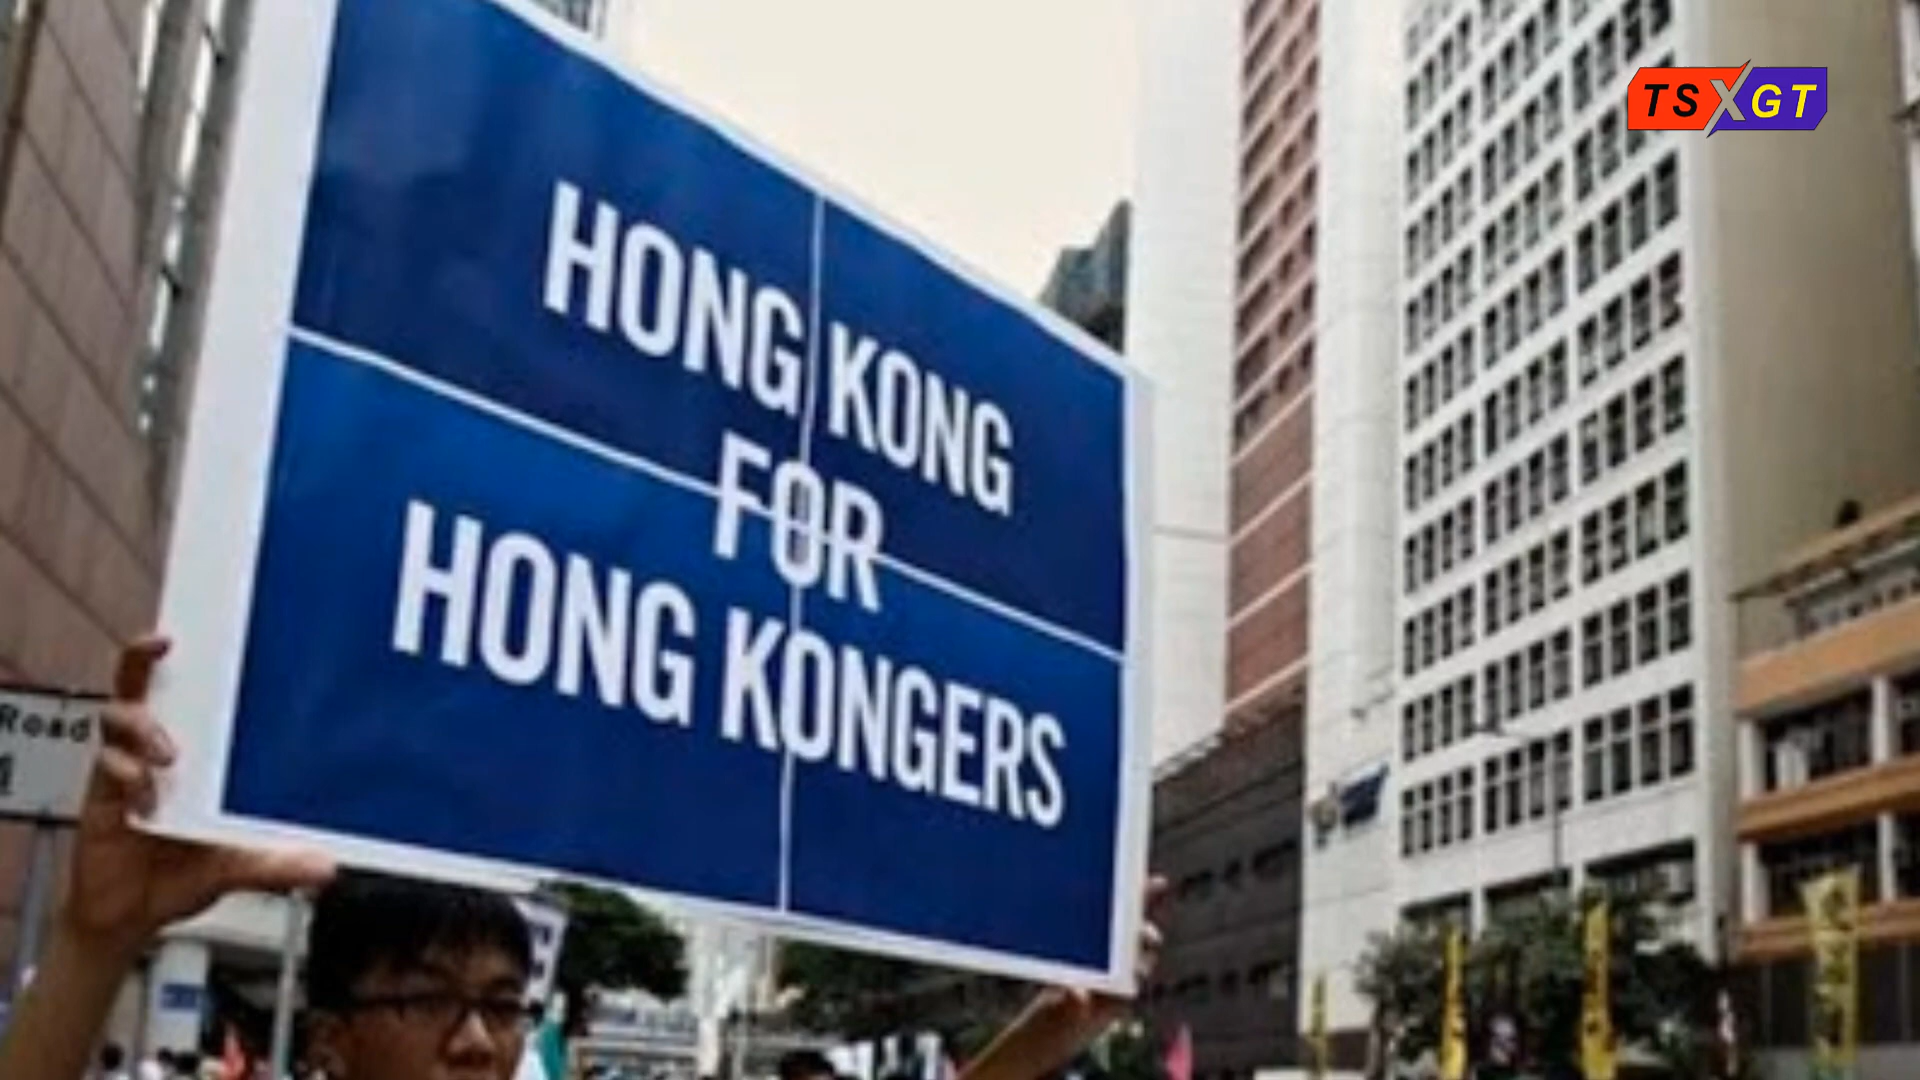 TSXGT
HONG KONG
FOR
HONG KONGERS
Road